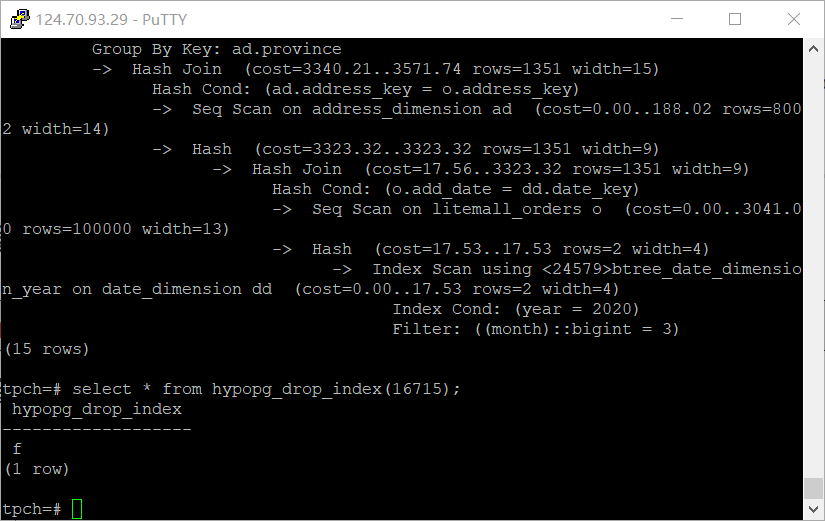 124.70.93.29 - PuTTY
Group By Key: ad.province
-> Hash Join (cost=3340.21..3571.74 rows=1351 width=15)
Hash Cond: (ad.address_key = o.address_key)
-> Seq Scan on address_dimension ad (cost=0.00..188.02 rows=800
2 width=14)
-> Hash (cost=3323.32..3323.32 rows=1351 width=9)
-> Hash Join (cost=17.56..3323.32 rows=1351 width=9)
Hash Cond: (o.add_date = dd.date_key)
-> Seq Scan on litemall_orders o (cost=0.00..3041.0
0 rows=100000 width=13)
-> Hash (cost=17.53..17.53 rows=2 width=4)
-> Index Scan using <24579>btree_date_dimensio
n_year on date_dimension dd (cost=0.00..17.53 rows=2 width=4)
Index Cond: (year = 2020)
Filter: ((month)::bigint = 3)
(15 rows)
tpch=# select * from hypopg_drop_index(16715);
hypopg_drop_index
-------------------
f
(1 row)
tpch=#